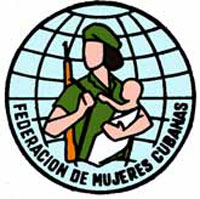 FEDERACION DE MUJERES CUBANAS